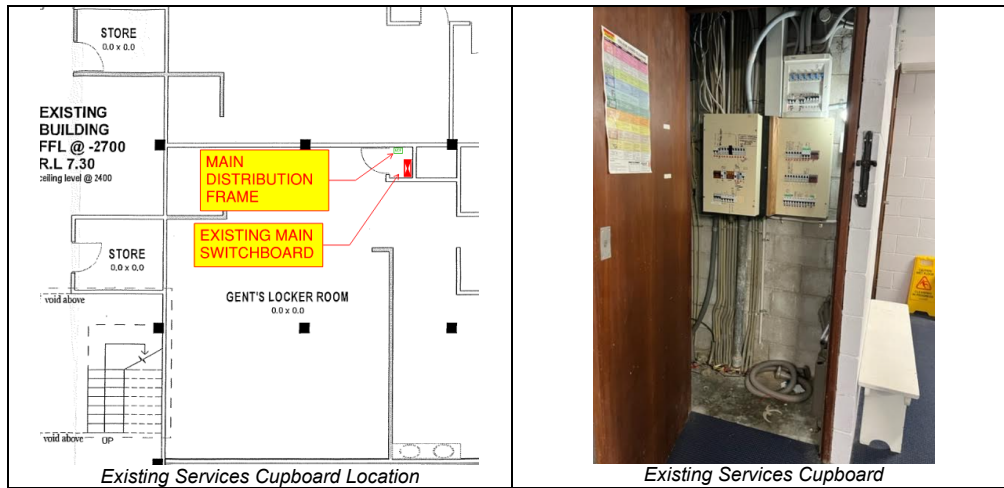 STORE
0.0 x 0.0
EXISTING
BUILDING
FFL @ -2700
R.L 7.30
ceiling level @ 2400
MAIN
DISTRIBUTION
FRAME
EXISTING MAIN
SWITCHBOARD
STORE
0.0 x 0.0
void above
GENT'S LOCKER ROOM
0.0 x 0.0
void above
UP
Existing Services Cupboard Location
Existing Services Cupboard